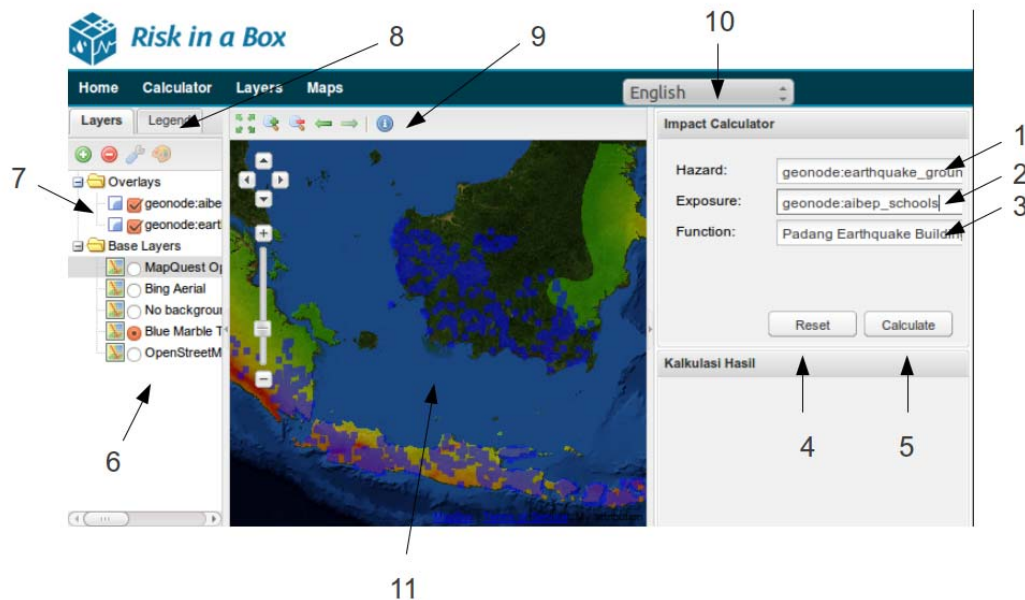 Risk in a Box
8
9
10
Home Calculator Layers Maps
English
Layers Legend
Impact Calculator
1
Hazard: geonode:earthquake_groun
2
7
Overlays
geonode:aibe
Exposure: geonode:aibep_schools
3
geonode:eart
Function: Padang Earthquake Building
Base Layers
MapQuest Op
Bing Aerial
No backgroun
Reset Calculate
Blue Marble T
OpenStreetM
Kalkulasi Hasil
6
4
5
11